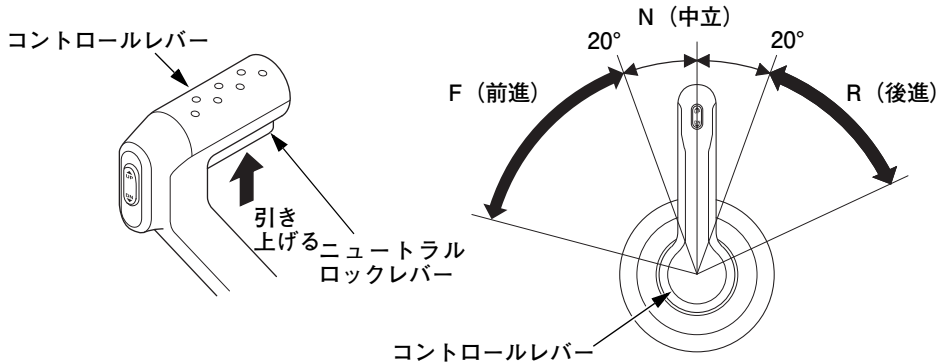 コントロールレバー
UP
DN
引き
上げる
ニュートラル
ロックレバー
N（中立）
20°
20°
F（前進）
R（後進）
コントロールレバー